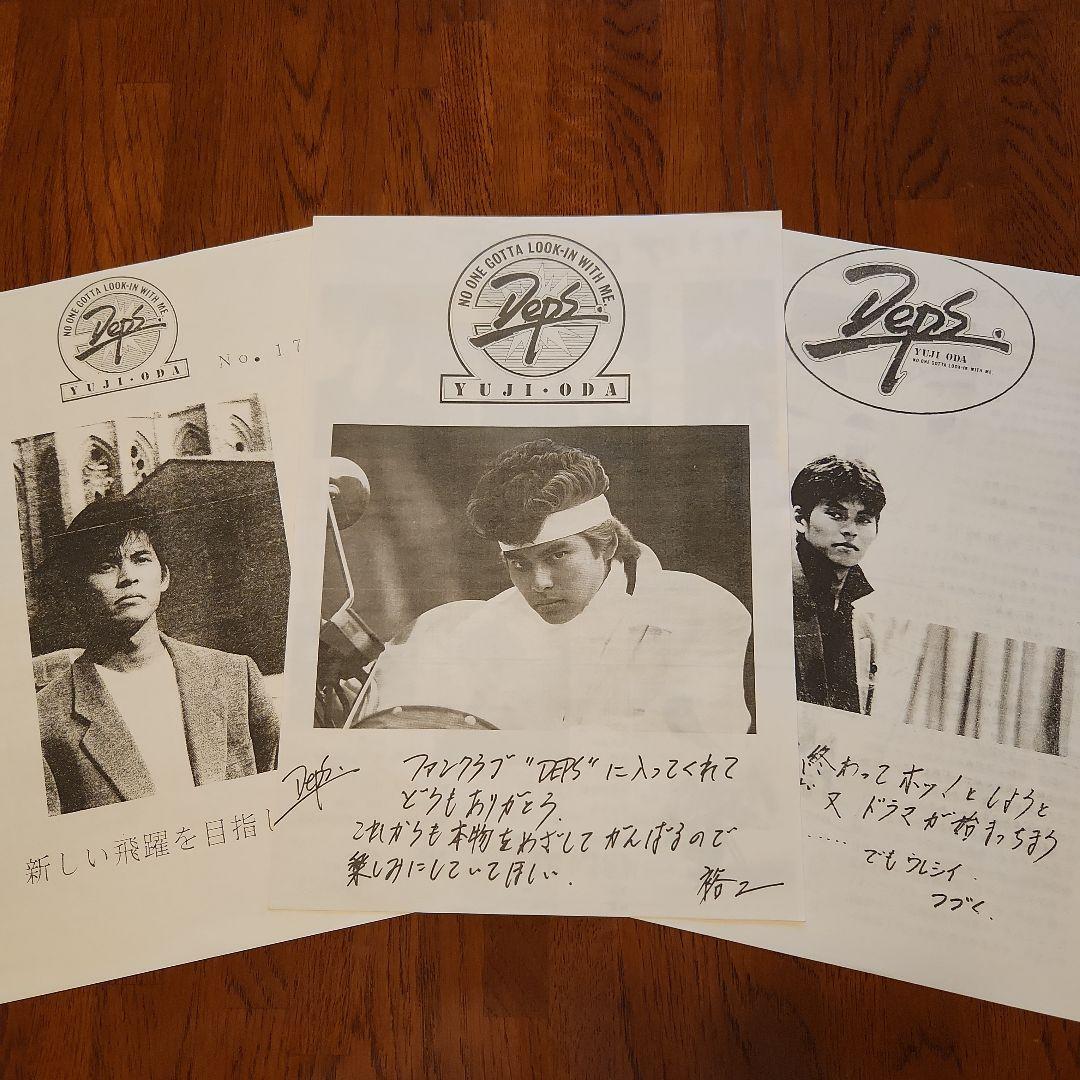 NO ONE GOTTA LOOK-IN WITH ME.
Deps.
YUJI・ODA
No. 17
新しい飛躍を目指し
NO ONE GOTTA LOOK-IN WITH ME.
Deps.
YUJI・ODA
Deps.
ファンクラブ"DEPS"に入ってくれて
どうもありがとう.
これからも本物をめざしてがんばるので
楽しみにしていてほしい.
裕二
Deps.
YUJI ODA
NO ONE GOTTA LOOK-IN WITH ME.
終わってホッ!としようと
又 ドラマが始まっちまう
...... でもウレシイ.
つづく.